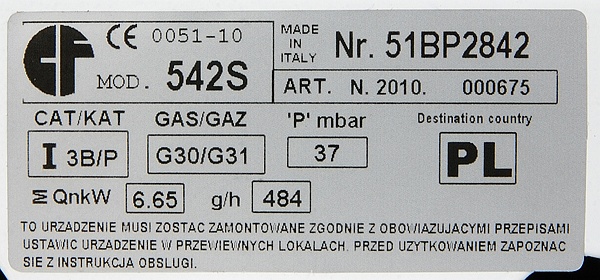 CE 0051-10
MADE IN ITALY
Nr. 51BP2842
MOD. 542S
ART. N. 2010. 000675
CAT/KAT GAS/GAZ 'P' mbar Destination country
I 3B/P G30/G31 37 PL
Σ QnkW 6.65 g/h 484
TO URZADZENIE MUSI ZOSTAC ZAMONTOWANE ZGODNIE Z OBOWIAZUJACYMI PRZEPISAMI
USTAWIC URZADZENIE W PRZEWIEWNYCH LOKALACH. PRZED UZYTKOWANIEM ZAPOZNAC
SIE Z INSTRUKCJA OBSLUGI.